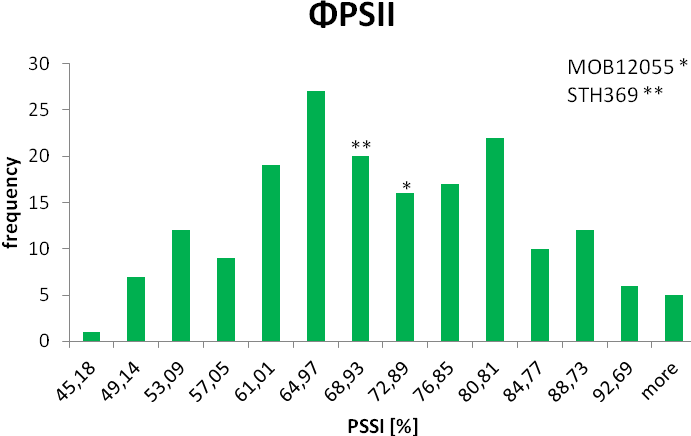 ΦPSII
MOB12055 *
STH369 **
30
25
20
15
10
5
0
frequency
**
*
45,18 49,14 53,09 57,05 61,01 64,97 68,93 72,89 76,85 80,81 84,77 88,73 92,69 more
PSSI [%]